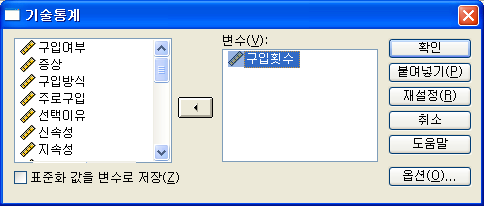 기술통계
변수(V):
구입여부
증상
구입방식
주로구입
선택이유
신속성
지속성
구입횟수
확인
붙여넣기(P)
재설정(R)
취소
도움말
옵션(O)...
표준화 값을 변수로 저장(Z)